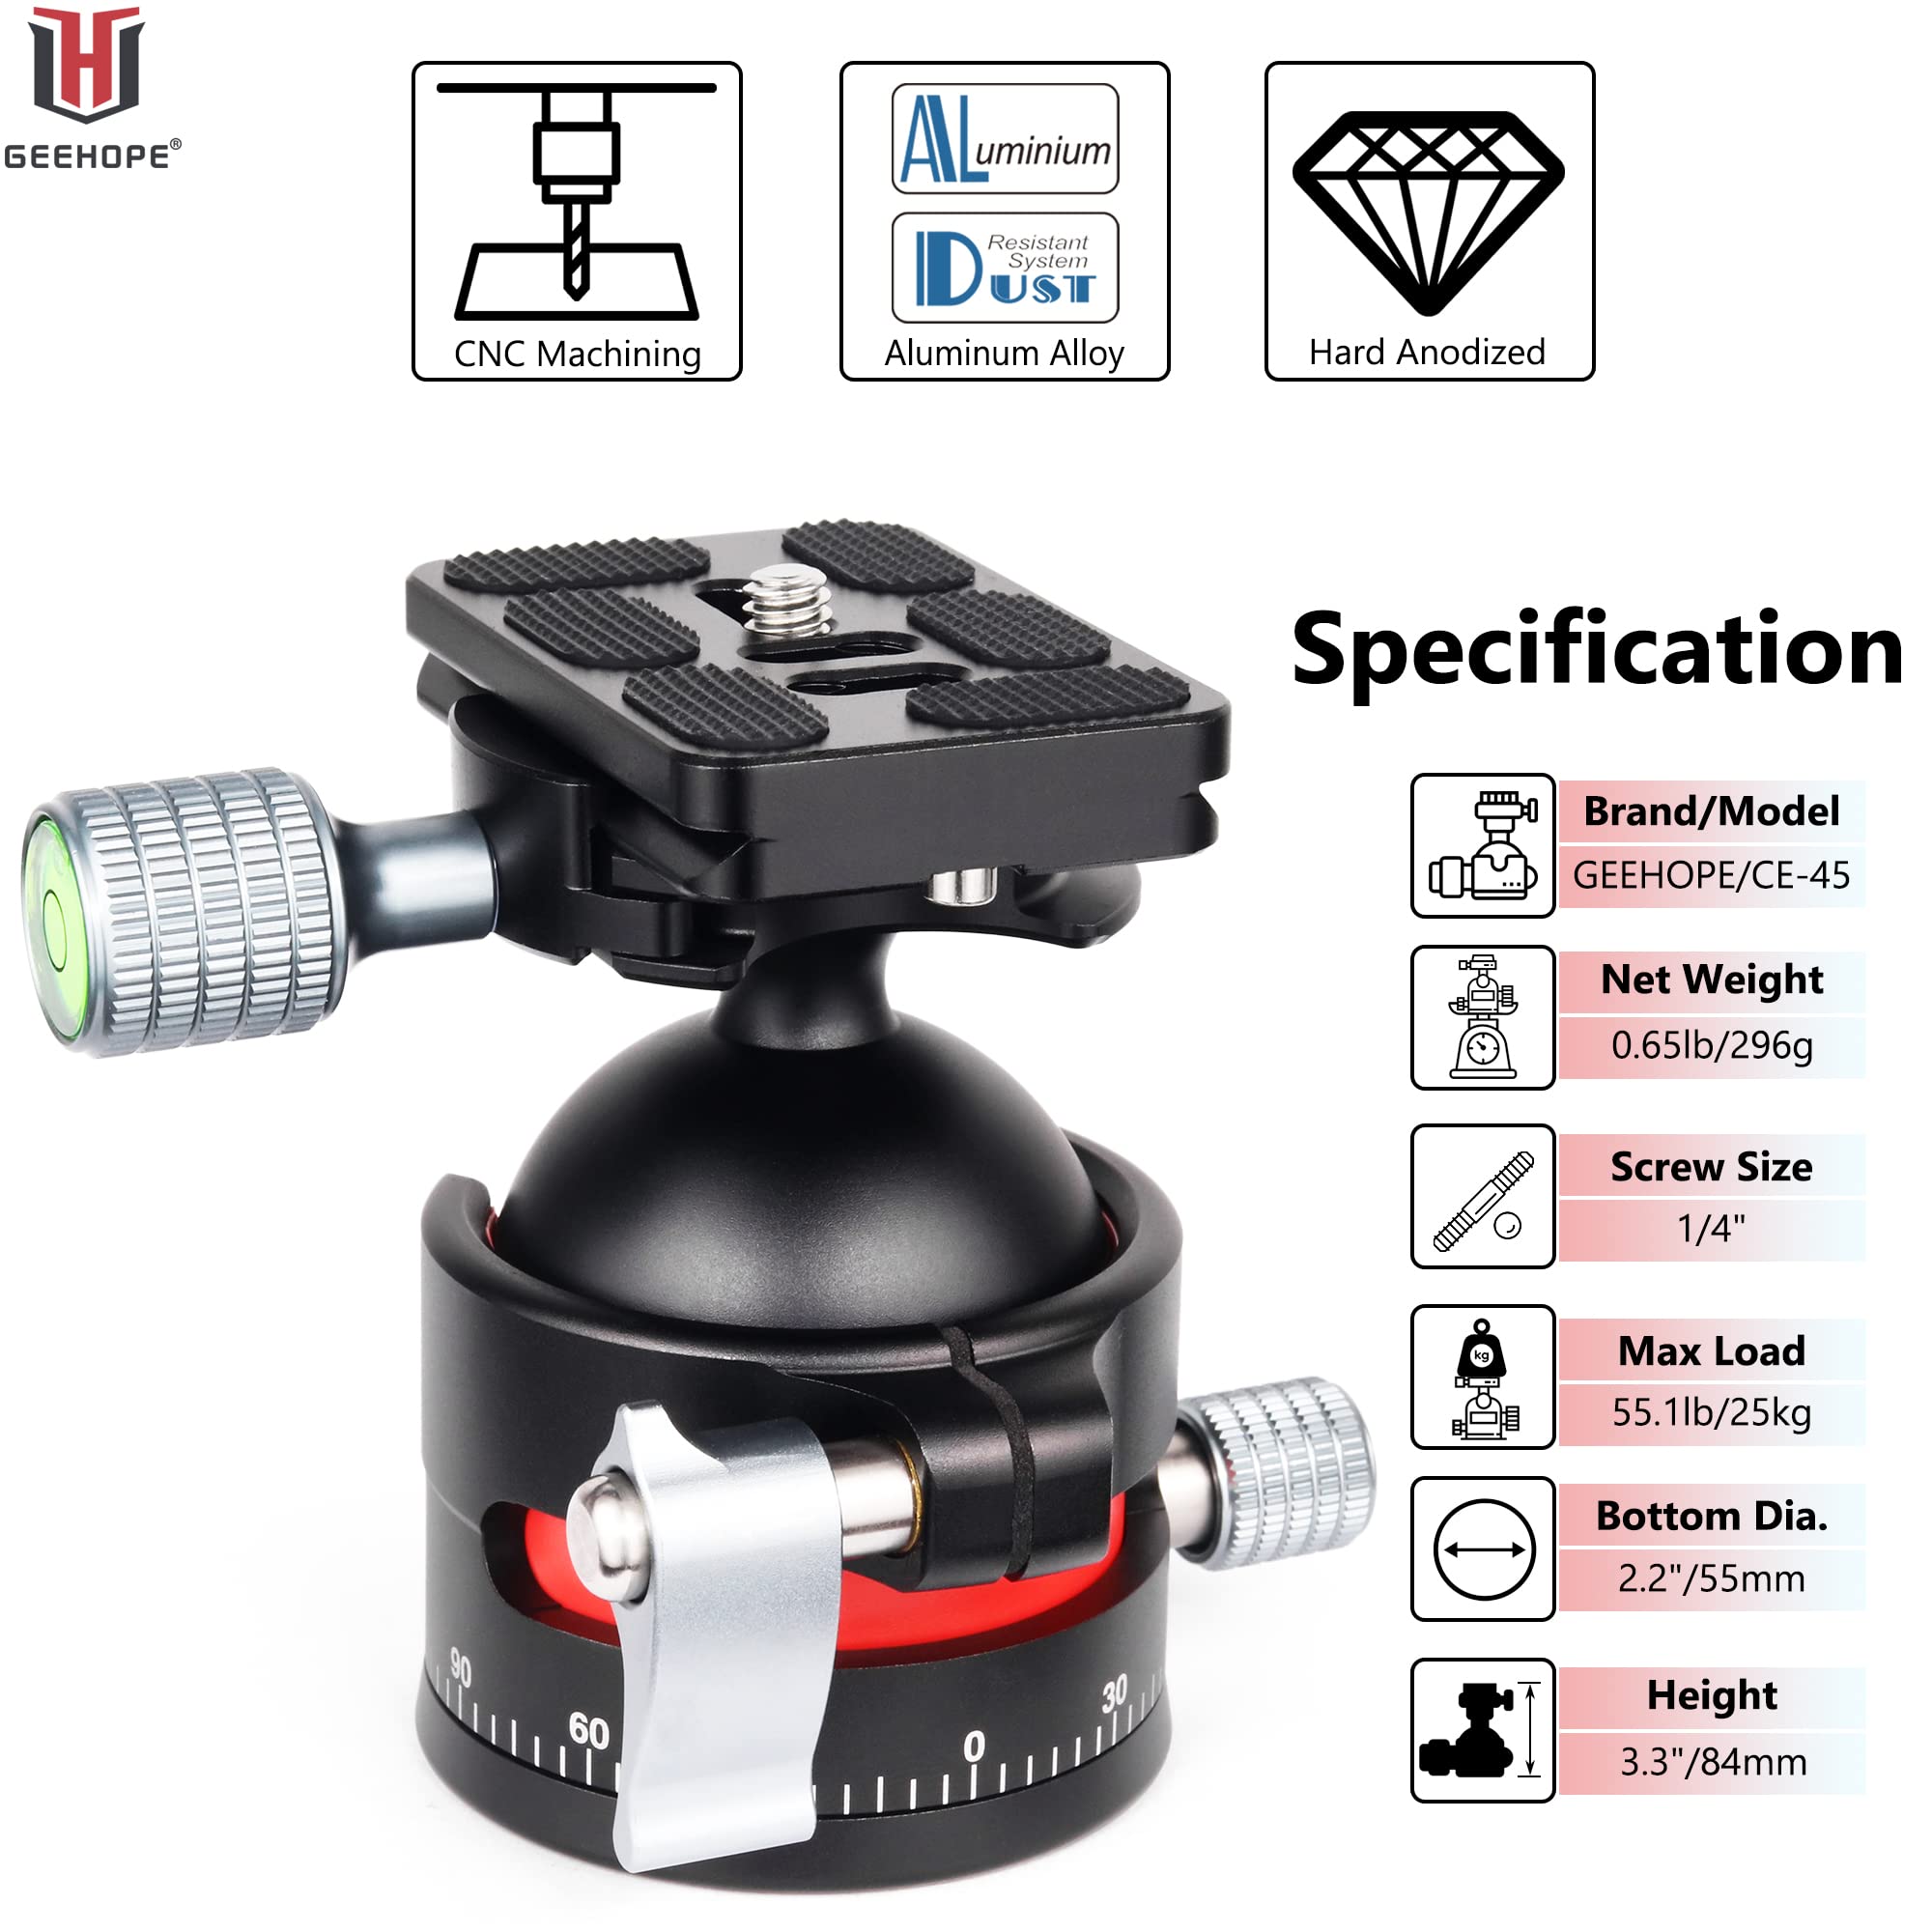 GEEHOPE®
CNC Machining
ALuminium
Resistant
System
DUST
Aluminum Alloy
Hard Anodized
Specification
Brand/Model
GEEHOPE/CE-45
Net Weight
0.65lb/296g
Screw Size
1/4"
kg
Max Load
55.1lb/25kg
Bottom Dia.
2.2"/55mm
Height
3.3"/84mm
90
60
0
30